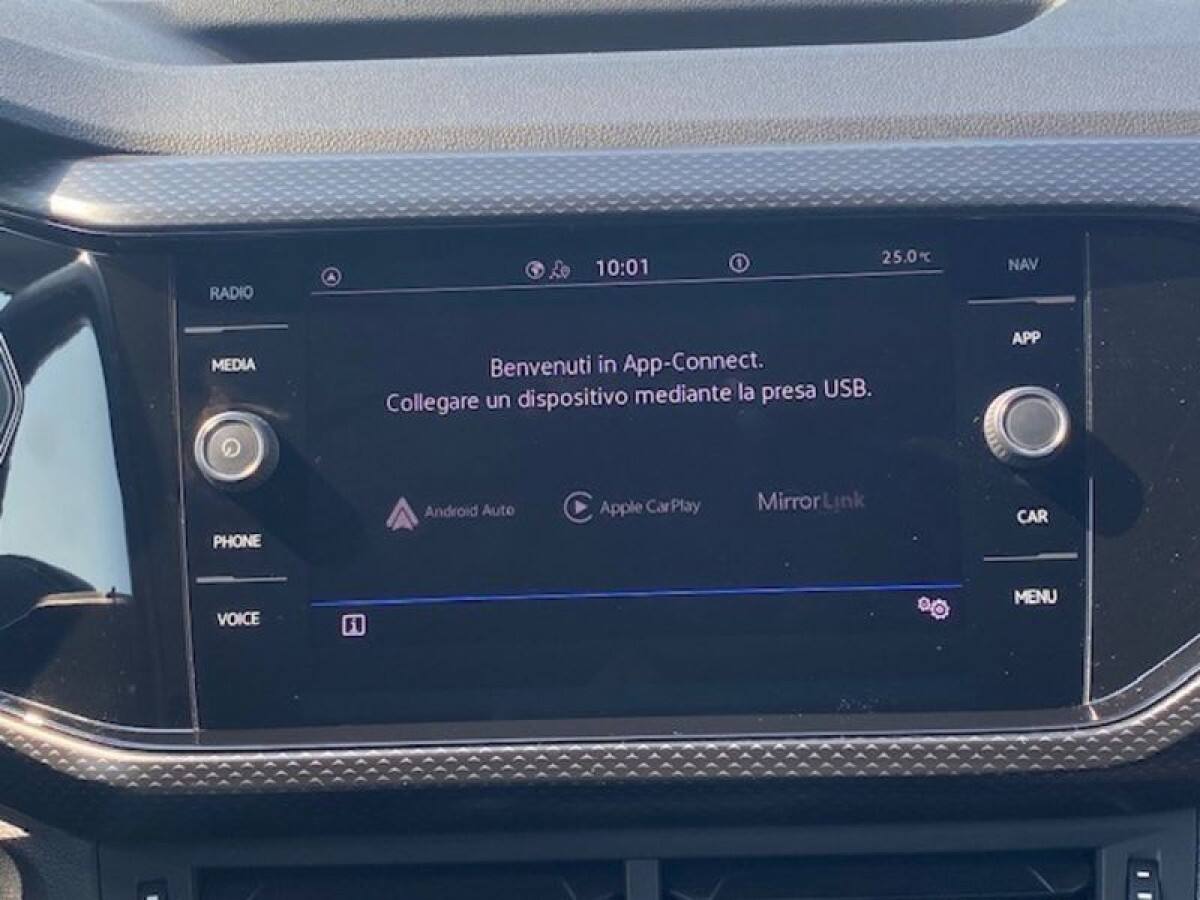 10:01
1
25.0°C
RADIO
MEDIA
PHONE
VOICE
Benvenuti in App-Connect.
Collegare un dispositivo mediante la presa USB.
Android Auto
Apple CarPlay
MirrorLink
i
NAV
APP
CAR
MENU